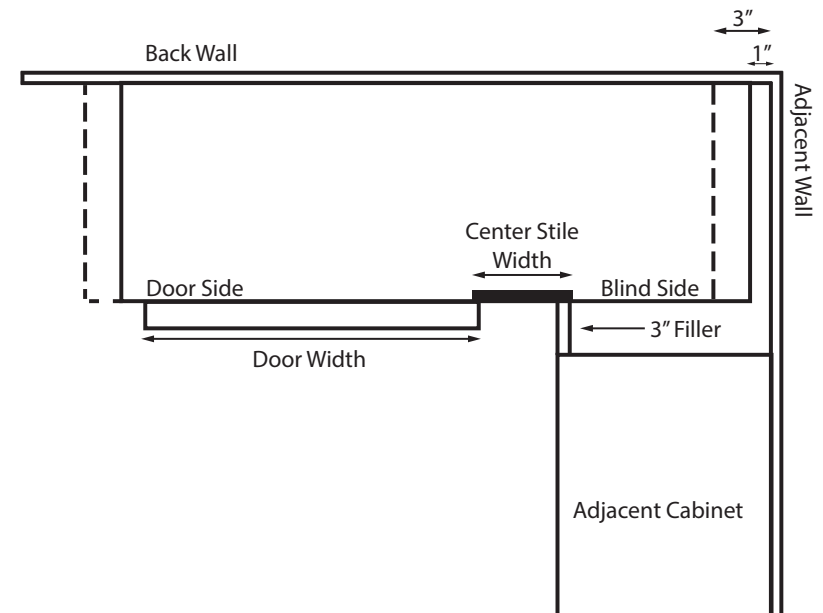 3″
Back Wall
1″
Adjacent Wall
Center Stile
Width
Door Side
Blind Side
3″ Filler
Door Width
Adjacent Cabinet